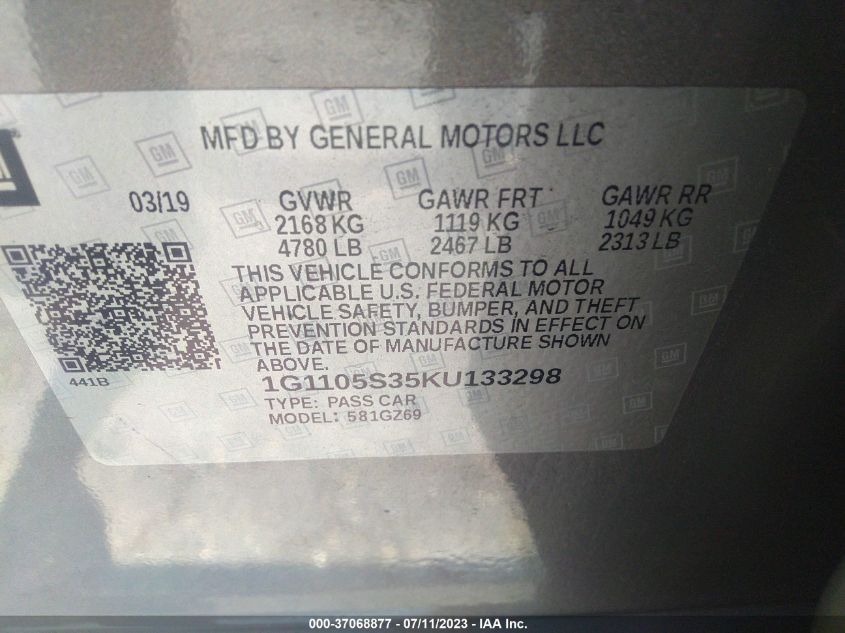 MFD BY GENERAL MOTORS LLC
03/19 GVWR GAWR FRT GAWR RR
2168 KG 1119 KG 1049 KG
4780 LB 2467 LB 2313 LB
THIS VEHICLE CONFORMS TO ALL
APPLICABLE U.S. FEDERAL MOTOR
VEHICLE SAFETY, BUMPER, AND THEFT
PREVENTION STANDARDS IN EFFECT ON
THE DATE OF MANUFACTURE SHOWN
ABOVE.
441B
1G1105S35KU133298
TYPE: PASS CAR
MODEL: 581GZ69
000-37068877 - 07/11/2023 - IAA Inc.